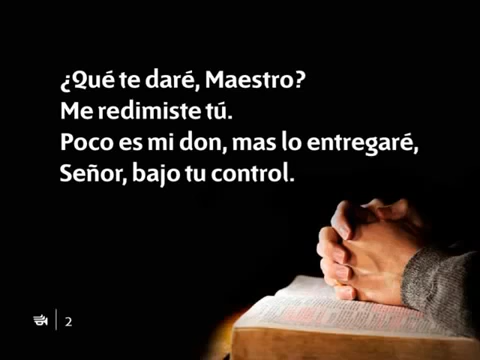 ¿Qué te daré, Maestro?
Me redimiste tú.
Poco es mi don, mas lo entregaré,
Señor, bajo tu control.
2